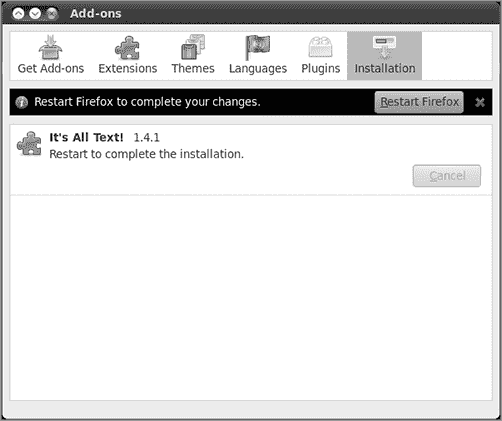 Add-ons
Get Add-ons Extensions Themes Languages Plugins Installation
Restart Firefox to complete your changes. Restart Firefox
It's All Text! 1.4.1
Restart to complete the installation.
Cancel